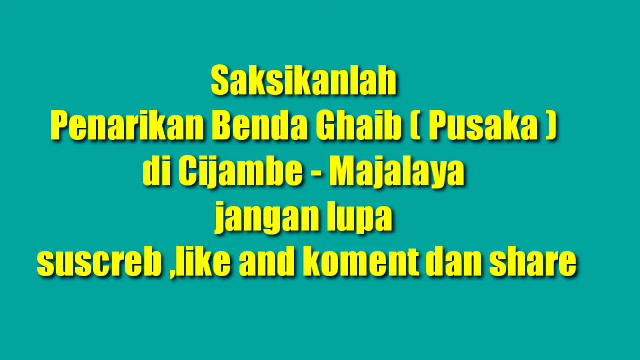 Saksikanlah
Penarikan Benda Ghaib ( Pusaka )
di Cijambe - Majalaya
jangan lupa
suscreb ,like and koment dan share